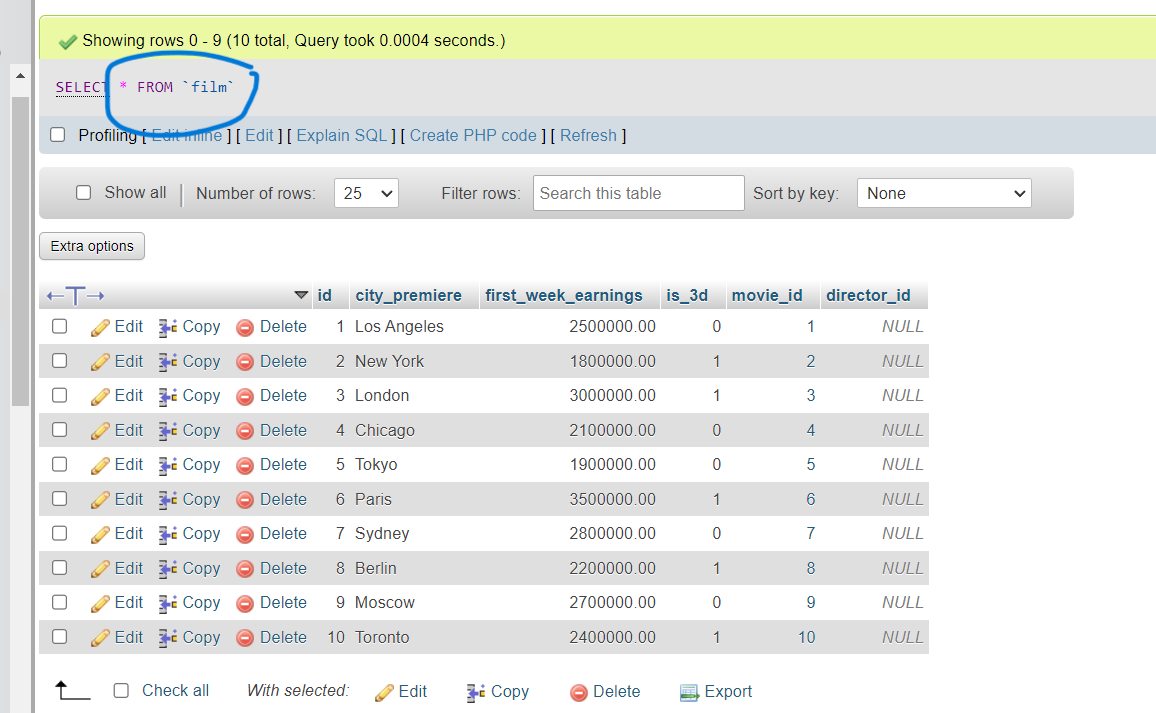 Showing rows 0 - 9 (10 total, Query took 0.0004 seconds.)
SELECT * FROM `film`
Profiling [ Edit inline ] [ Edit ] [ Explain SQL ] [ Create PHP code ] [ Refresh ]
Show all Number of rows: 25 Filter rows: Search this table Sort by key: None
Extra options
id city_premiere first_week_earnings is_3d movie_id director_id
Edit Copy Delete 1 Los Angeles 2500000.00 0 1 NULL
Edit Copy Delete 2 New York 1800000.00 1 2 NULL
Edit Copy Delete 3 London 3000000.00 1 3 NULL
Edit Copy Delete 4 Chicago 2100000.00 0 4 NULL
Edit Copy Delete 5 Tokyo 1900000.00 0 5 NULL
Edit Copy Delete 6 Paris 3500000.00 1 6 NULL
Edit Copy Delete 7 Sydney 2800000.00 0 7 NULL
Edit Copy Delete 8 Berlin 2200000.00 1 8 NULL
Edit Copy Delete 9 Moscow 2700000.00 0 9 NULL
Edit Copy Delete 10 Toronto 2400000.00 1 10 NULL
Check all With selected: Edit Copy Delete Export